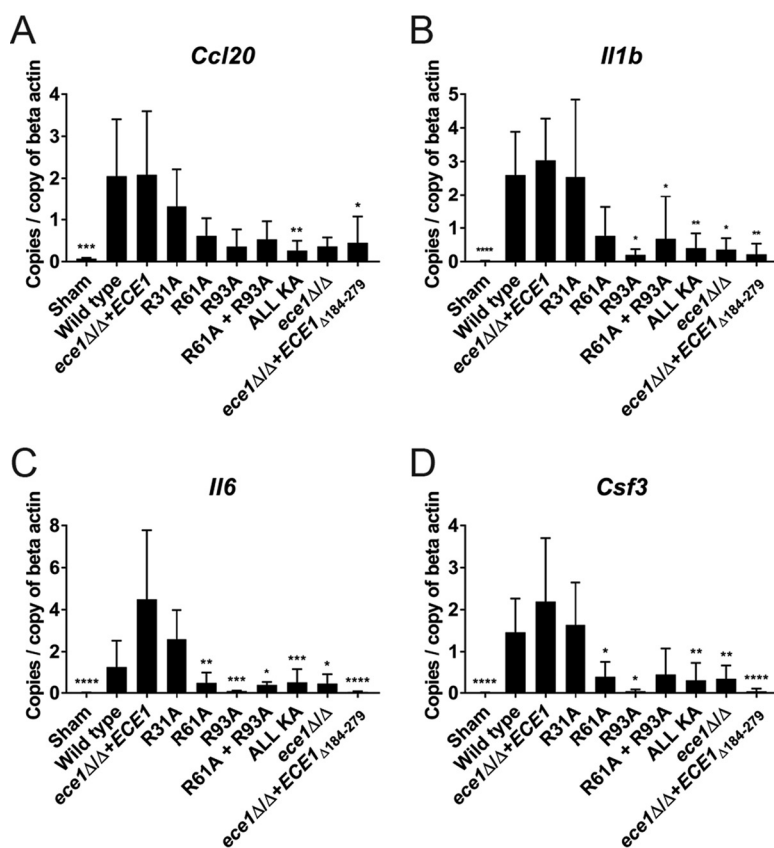 A
Ccl20
Copies / copy of beta actin
4
3
2
1
0
***
**
*
Sham
Wild type
ece1Δ/Δ+ECE1
R31A
R61A
R93A
R61A + R93A
ALL KA
ece1Δ/Δ
ece1Δ/Δ+ECE1Δ184-279
B
Il1b
Copies / copy of beta actin
5
4
3
2
1
0
****
*
*
**
*
**
Sham
Wild type
ece1Δ/Δ+ECE1
R31A
R61A
R93A
R61A + R93A
ALL KA
ece1Δ/Δ
ece1Δ/Δ+ECE1Δ184-279
C
Il6
Copies / copy of beta actin
8
6
4
2
0
****
**
***
*
***
*
****
Sham
Wild type
ece1Δ/Δ+ECE1
R31A
R61A
R93A
R61A + R93A
ALL KA
ece1Δ/Δ
ece1Δ/Δ+ECE1Δ184-279
D
Csf3
Copies / copy of beta actin
4
3
2
1
0
****
*
*
**
**
****
Sham
Wild type
ece1Δ/Δ+ECE1
R31A
R61A
R93A
R61A + R93A
ALL KA
ece1Δ/Δ
ece1Δ/Δ+ECE1Δ184-279